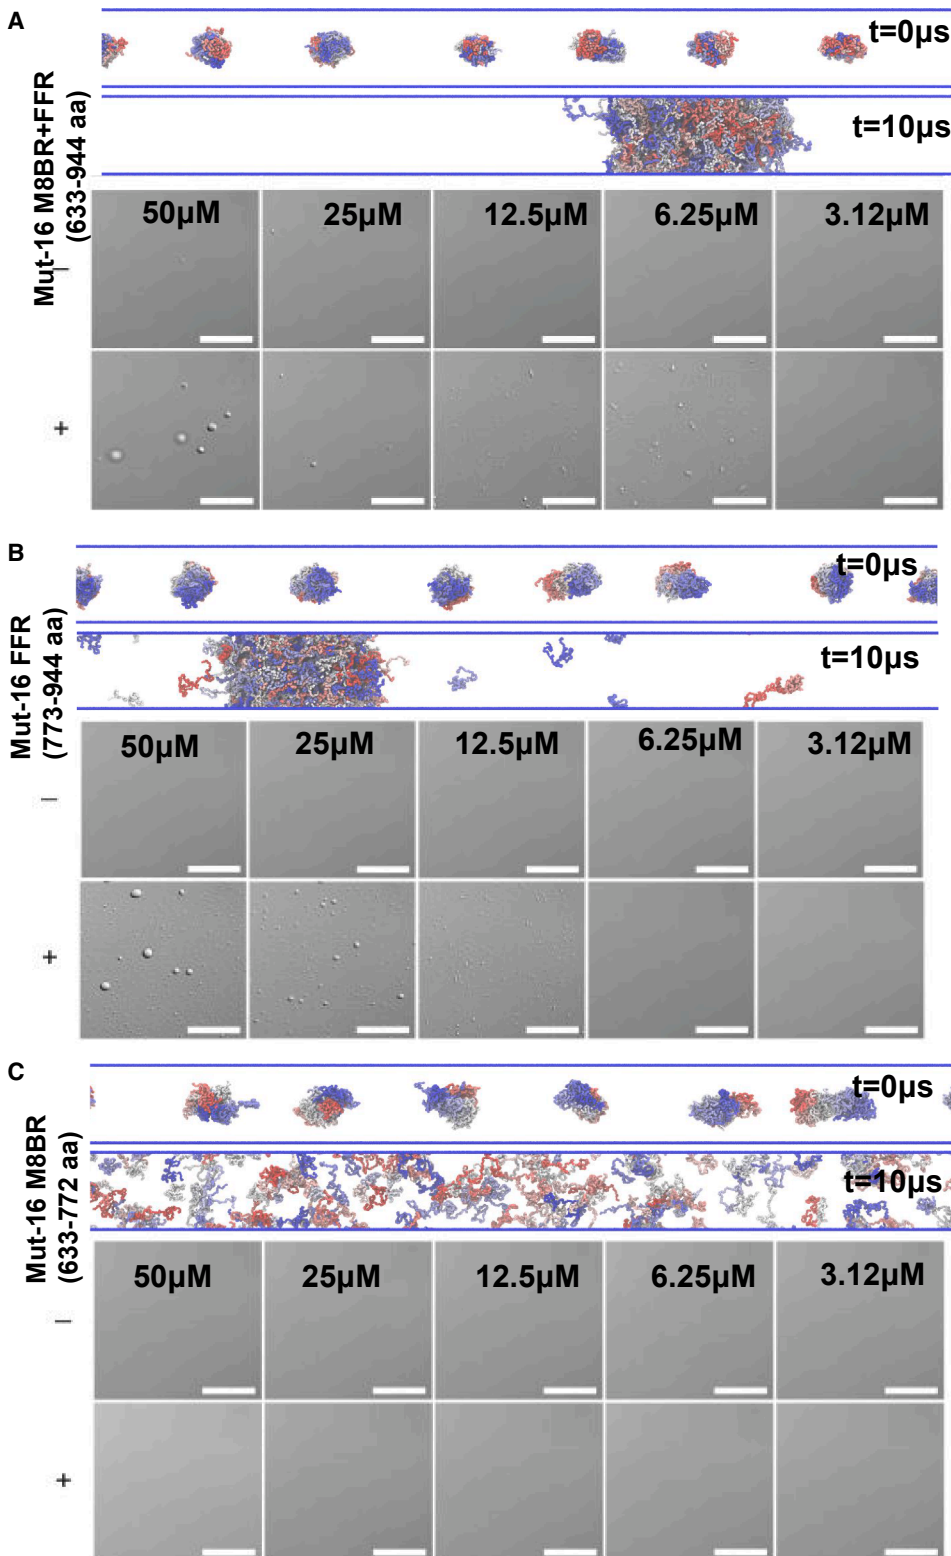 A
t=0µs
t=10µs
Mut-16 M8BR+FFR
(633-944 aa)
50µM 25µM 12.5µM 6.25µM 3.12µM
–
+
B
t=0µs
t=10µs
Mut-16 FFR
(773-944 aa)
50µM 25µM 12.5µM 6.25µM 3.12µM
–
+
C
t=0µs
t=10µs
Mut-16 M8BR
(633-772 aa)
50µM 25µM 12.5µM 6.25µM 3.12µM
–
+